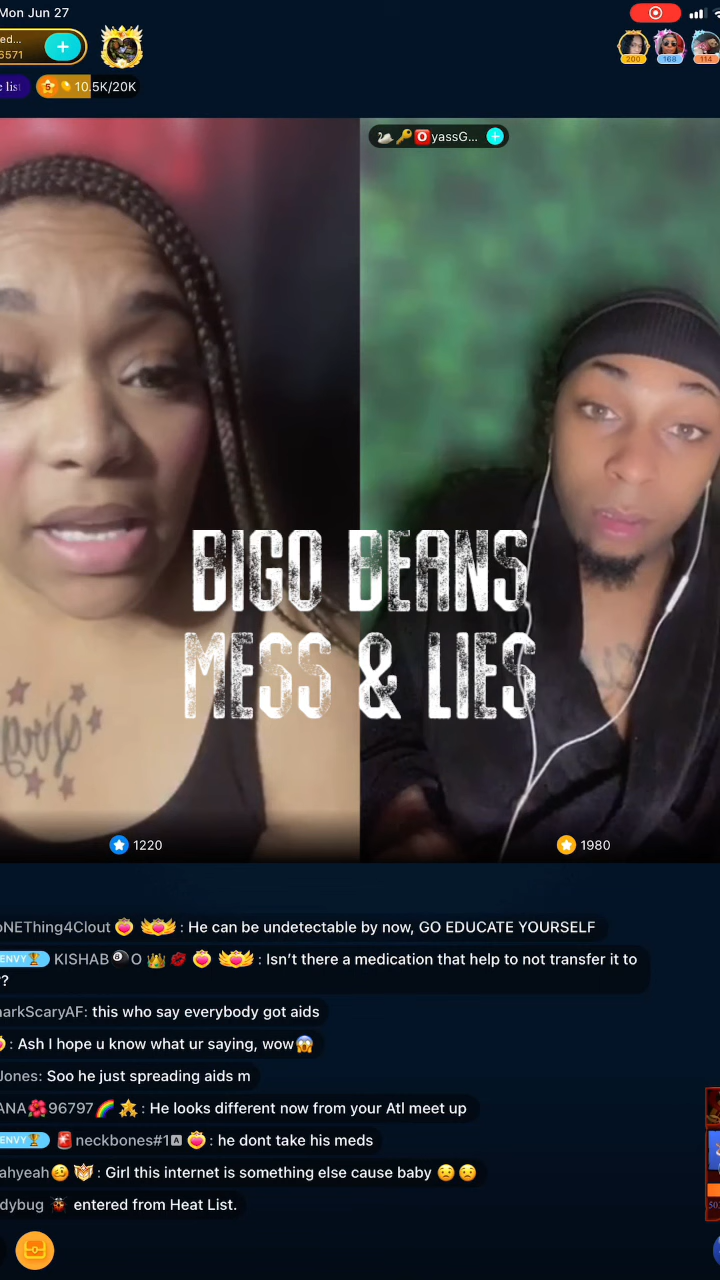 Mon Jun 27
ed...
6571
200
168
114
list
S 10.5K/20K
O yassG...
BIGO BEANS
MESS & LIES
1220
1980
NEThing4Clout : He can be undetectable by now, GO EDUCATE YOURSELF
ENVY KISHAB O : Isn't there a medication that help to not transfer it to
??
arkScaryAF: this who say everybody got aids
: Ash I hope u know what ur saying, wow
Jones: Soo he just spreading aids m
ANA 96797 : He looks different now from your Atl meet up
ENVY neckbones#1 A : he dont take his meds
ahyeah : Girl this internet is something else cause baby
dybug entered from Heat List.